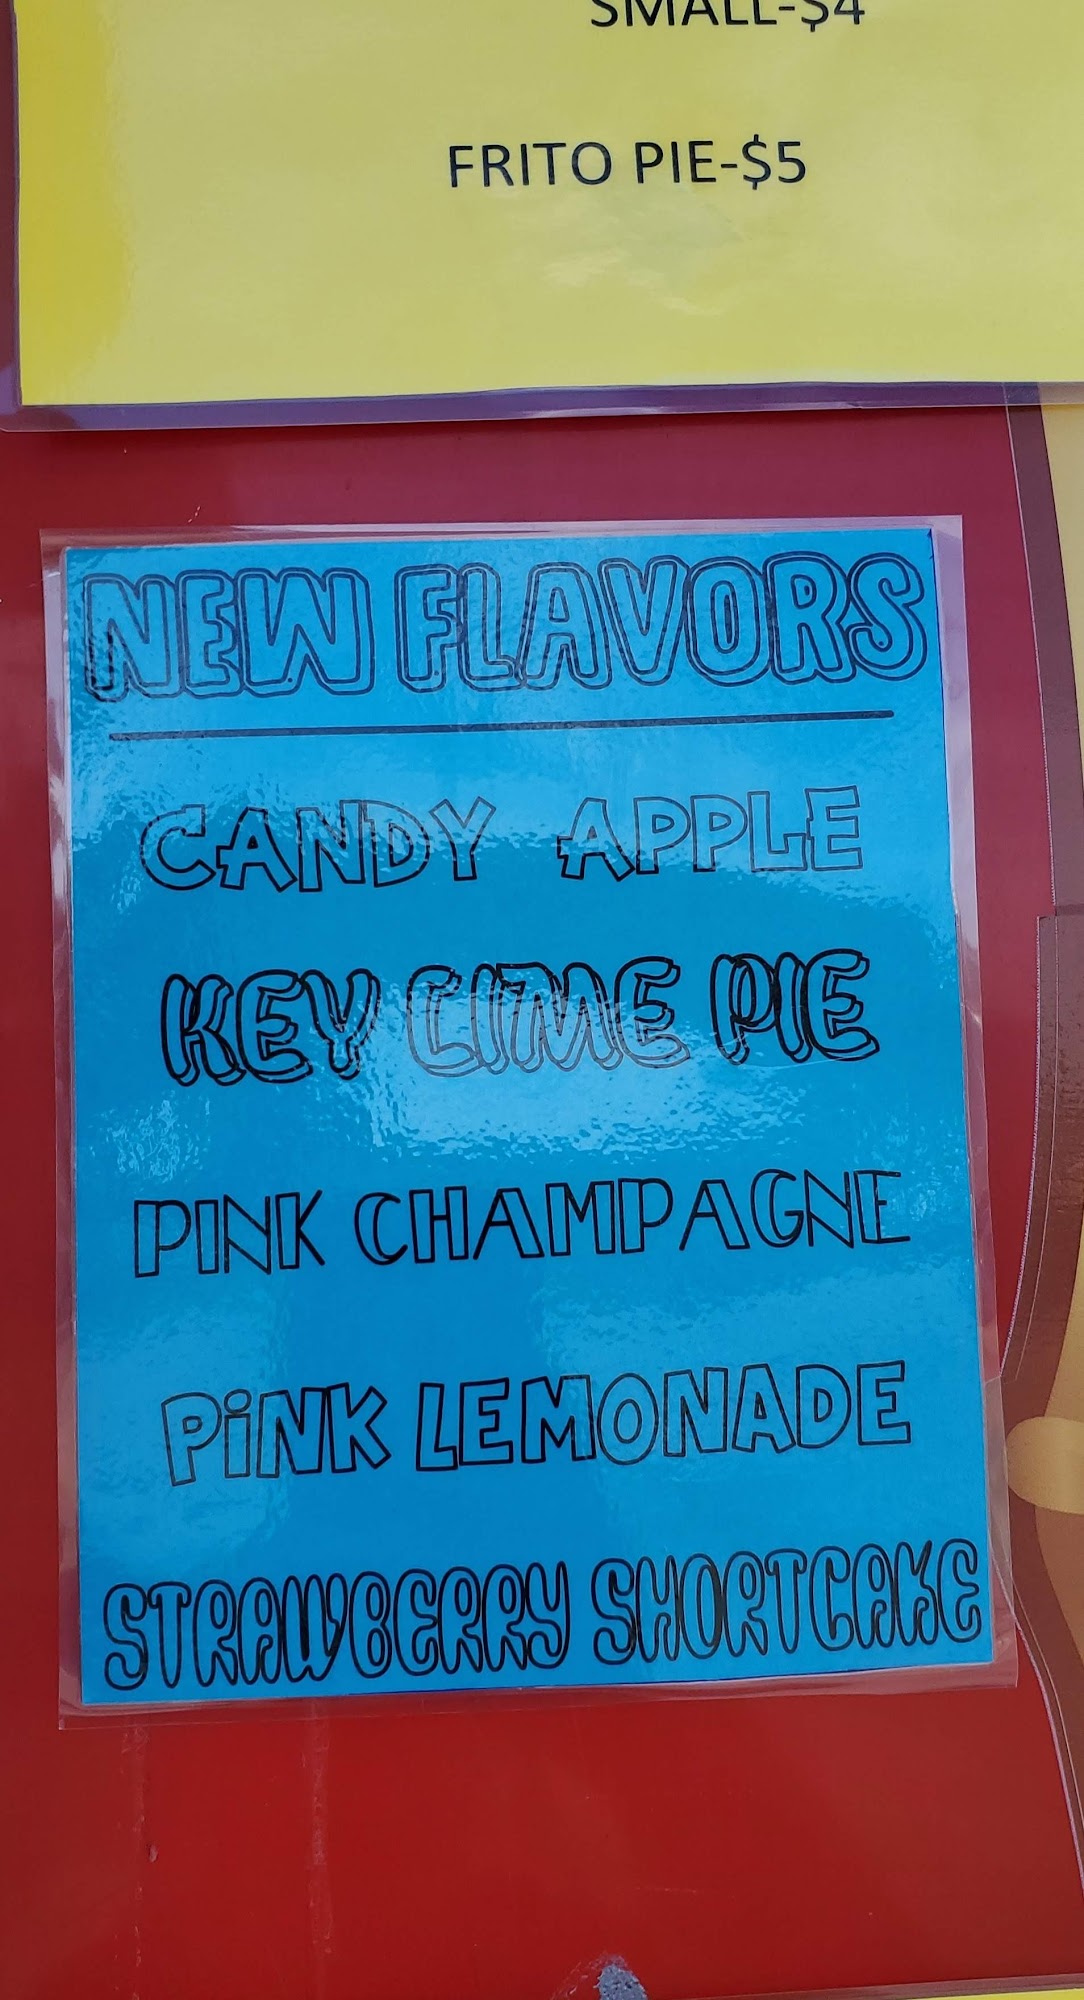 SMALL-$4
FRITO PIE-$5
NEW FLAVORS
CANDY APPLE
KEY LIME PIE
PINK CHAMPAGNE
PiNK LEMONADE
STRAWBERRY SHORTCAKE